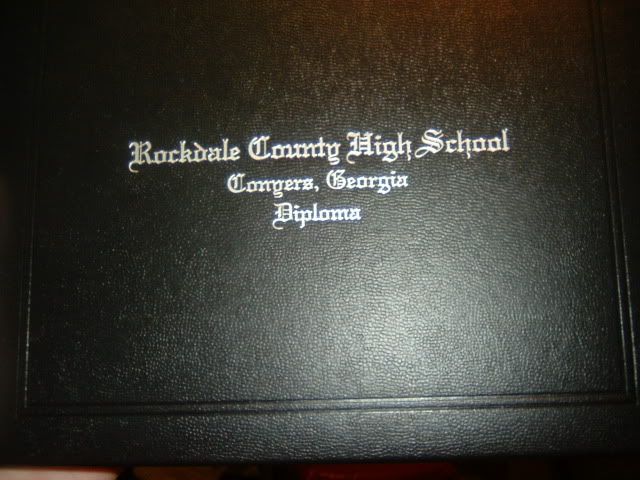 Rockdale County High School
Conyers, Georgia
Diploma